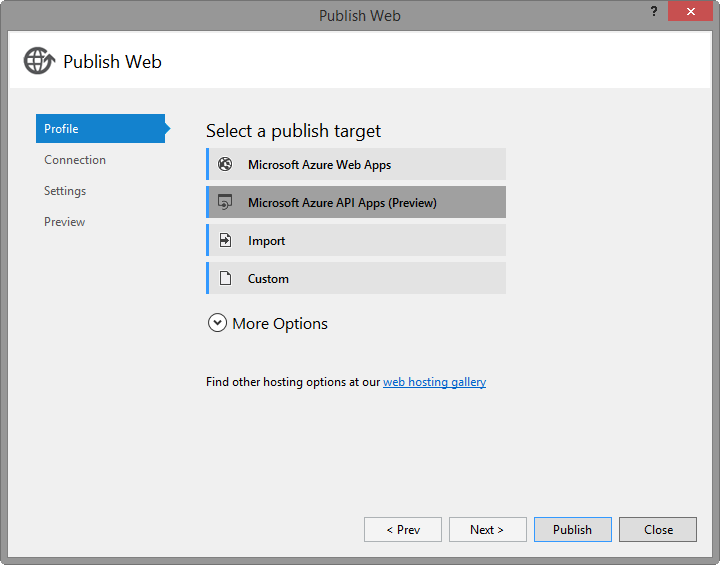 Publish Web
?
Publish Web
Profile
Connection
Settings
Preview
Select a publish target
Microsoft Azure Web Apps
Microsoft Azure API Apps (Preview)
Import
Custom
More Options
Find other hosting options at our web hosting gallery
< Prev
Next >
Publish
Close